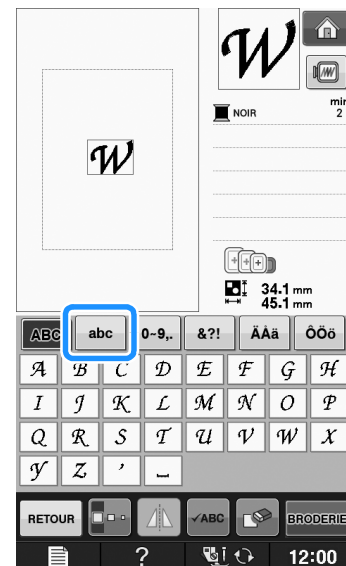 W
W
NOIR
min
2
34.1 mm
45.1 mm
ABC abc 0~9,. &?! ÄÅä ÔÖö
A B C D E F G H
I J K L M N O P
Q R S T U V W X
Y Z ’ _
RETOUR ABC BRODERIE
? 12:00